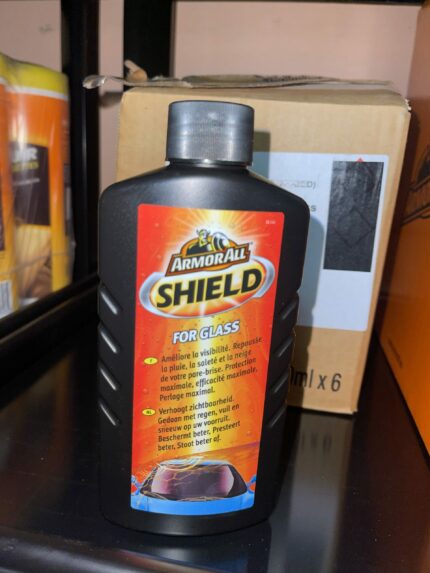 ARMOR ALL
SHIELD
FOR GLASS
F Améliore la visibilité. Repousse
la pluie, la saleté et la neige
de votre pare-brise. Protection
maximale, efficacité maximale,
Perlage maximal.
NL Verhoogt zichtbaarheid.
Gedaan met regen, vuil en
sneeuw op uw voorruit.
Beschermt beter, Presteert
beter, Stoot beter af.
ml x 6